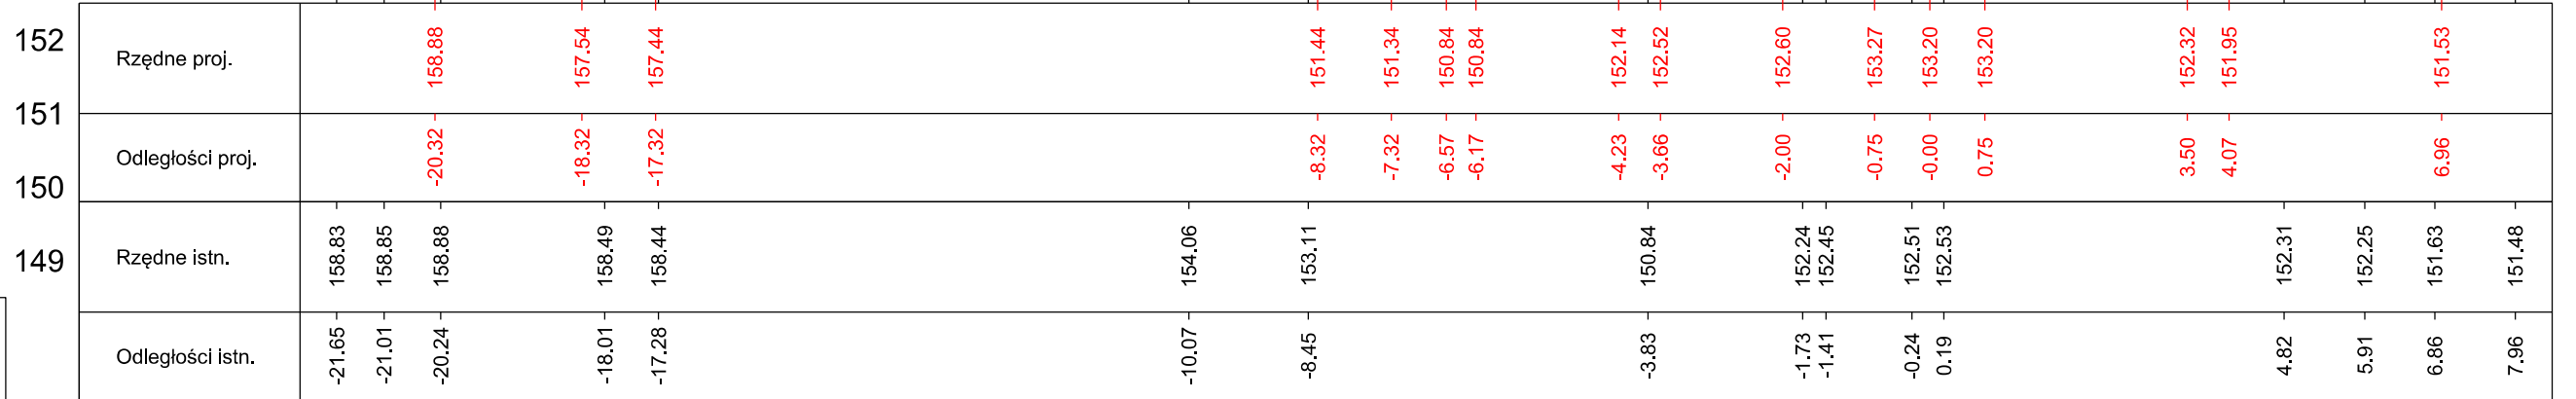 152
Rzędne proj. 158.88 157.54 157.44 151.44 151.34 150.84 150.84 152.14 152.52 152.60 153.27 153.20 153.20 152.32 151.95 151.53
151
Odległości proj. -20.32 -18.32 -17.32 -8.32 -7.32 -6.57 -6.17 -4.23 -3.66 -2.00 -0.75 -0.00 0.75 3.50 4.07 6.96
150
Rzędne istn. 158.83 158.85 158.88 158.49 158.44 154.06 153.11 150.84 152.24 152.45 152.51 152.53 152.31 152.25 151.63 151.48
149
Odległości istn. -21.65 -21.01 -20.24 -18.01 -17.28 -10.07 -8.45 -3.83 -1.73 -1.41 -0.24 0.19 4.82 5.91 6.86 7.96